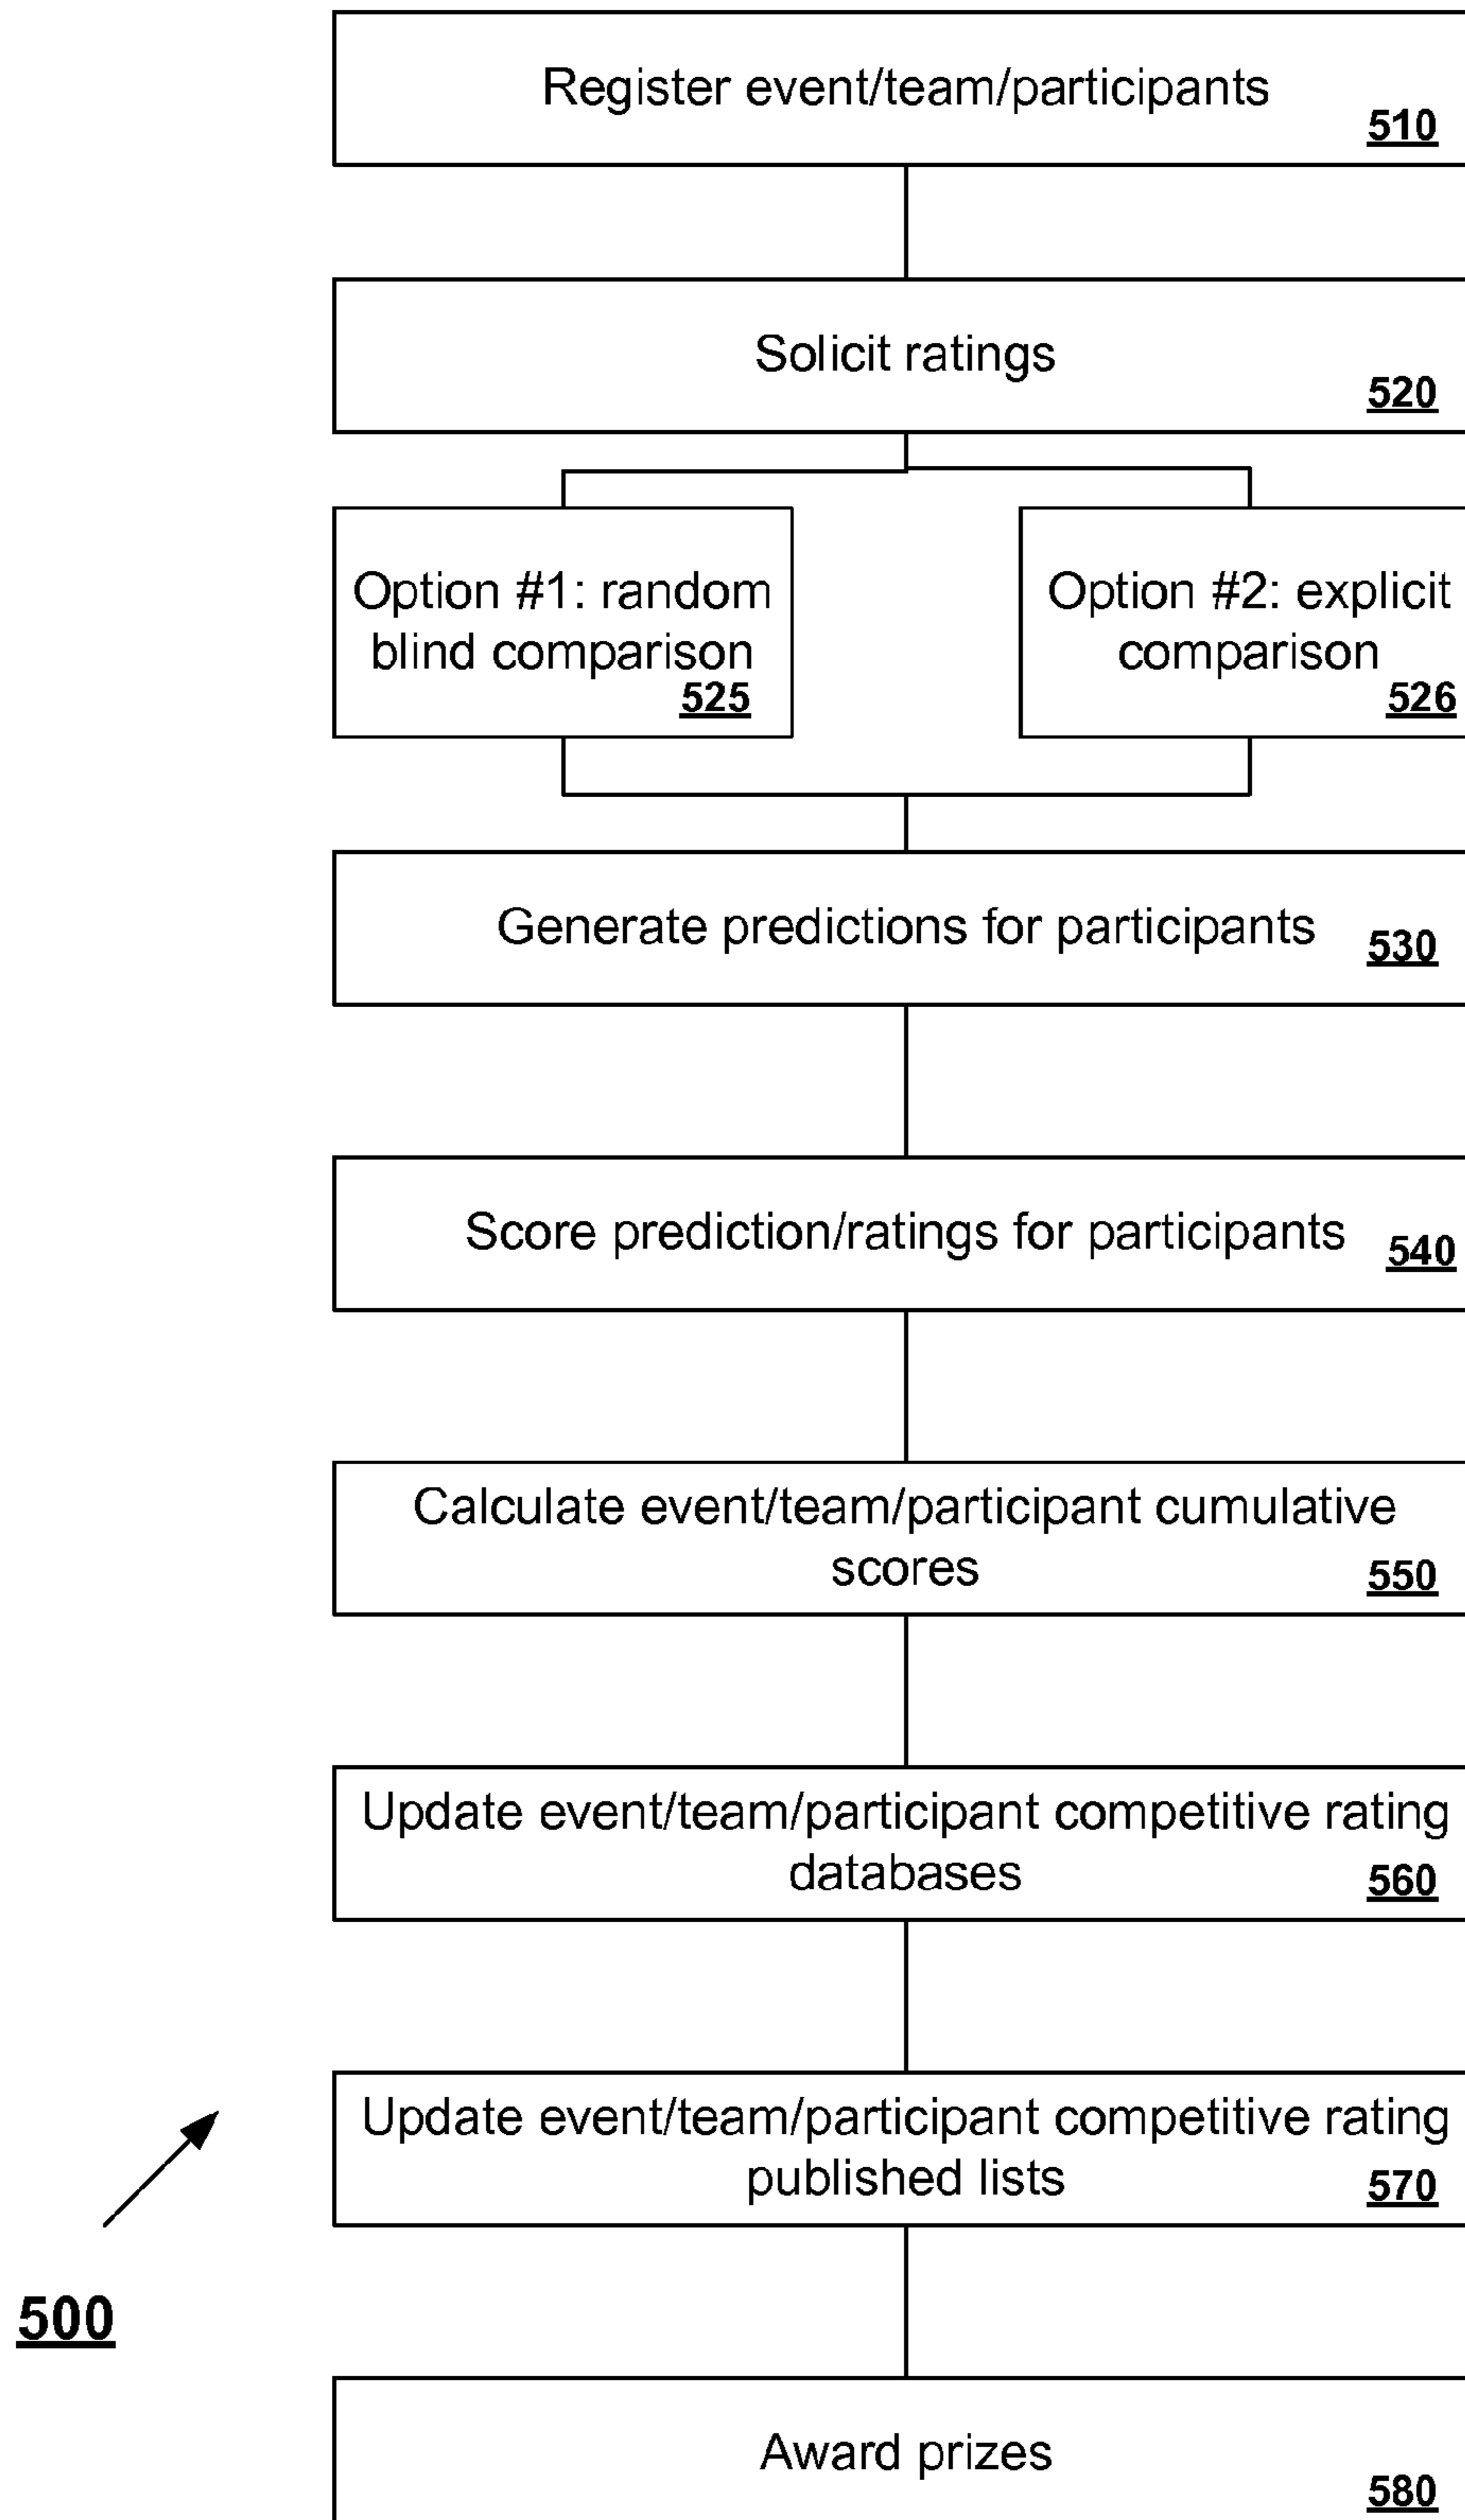 Register event/team/participants
510
Solicit ratings
520
Option #1: random
blind comparison
525
Option #2: explicit
comparison
526
Generate predictions for participants
530
Score prediction/ratings for participants
540
Calculate event/team/participant cumulative
scores
550
Update event/team/participant competitive rating
databases
560
Update event/team/participant competitive rating
published lists
570
500
Award prizes
580